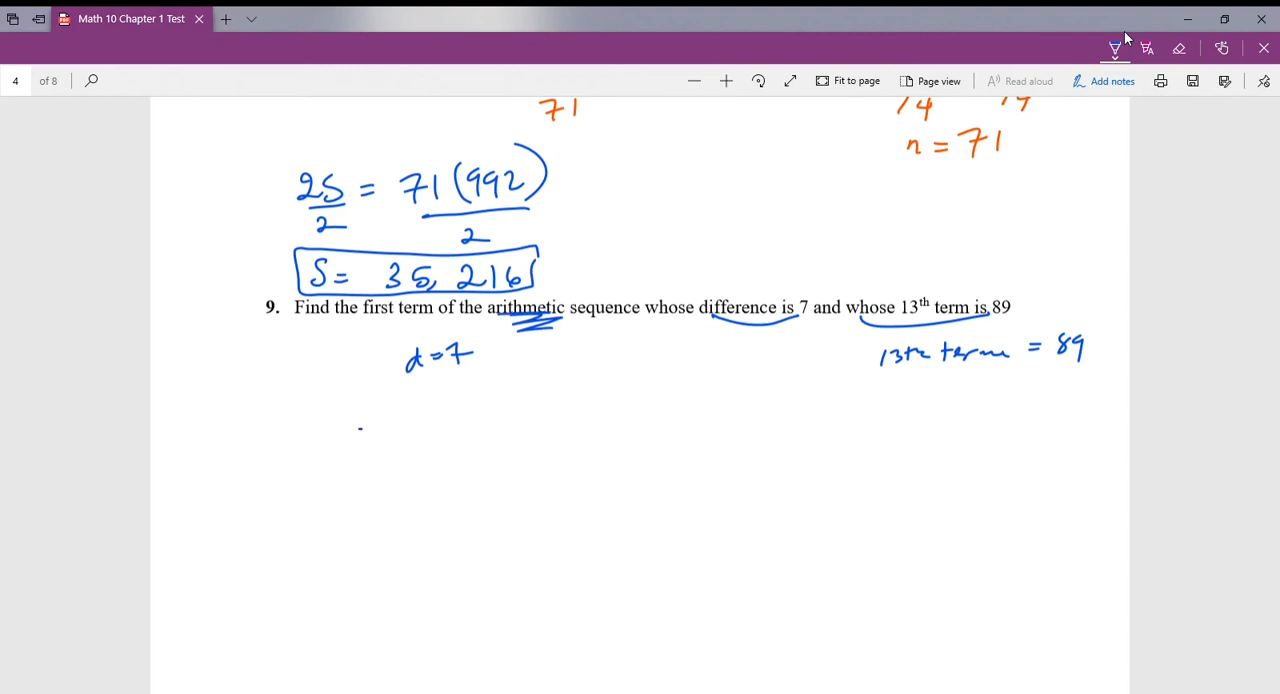 Math 10 Chapter 1 Test
4 of 8
Fit to page
Page view
Read aloud
Add notes
71
74 74
n = 71
2S = 71(992)
2 2
S = 35,216
9. Find the first term of the arithmetic sequence whose difference is 7 and whose 13th term is 89
d=7
13th term = 89